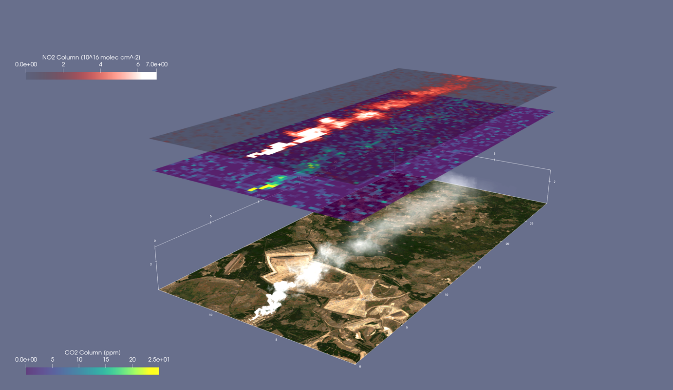 NO2 Column (10^16 molec cm^-2)
0.0e+00 2 4 6 7.0e+00
CO2 Column (ppm)
0.0e+00 5 10 15 20 2.5e+01